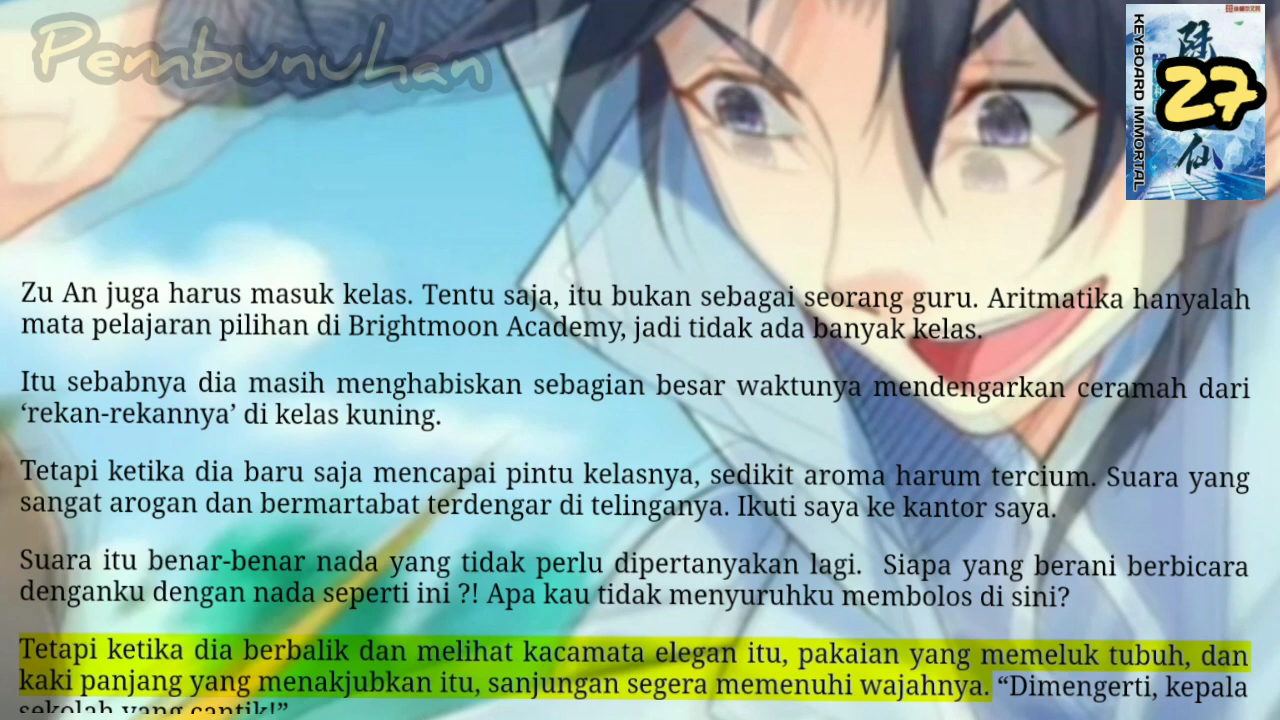 Pembunuhan
陆
27
仙
KEYBOARD IMMORTAL
Zu An juga harus masuk kelas. Tentu saja, itu bukan sebagai seorang guru. Aritmatika hanyalah
mata pelajaran pilihan di Brightmoon Academy, jadi tidak ada banyak kelas.
Itu sebabnya dia masih menghabiskan sebagian besar waktunya mendengarkan ceramah dari
‘rekan-rekannya’ di kelas kuning.
Tetapi ketika dia baru saja mencapai pintu kelasnya, sedikit aroma harum tercium. Suara yang
sangat arogan dan bermartabat terdengar di telinganya. Ikuti saya ke kantor saya.
Suara itu benar-benar nada yang tidak perlu dipertanyakan lagi. Siapa yang berani berbicara
denganku dengan nada seperti ini ?! Apa kau tidak menyuruhku membolos di sini?
Tetapi ketika dia berbalik dan melihat kacamata elegan itu, pakaian yang memeluk tubuh, dan
kaki panjang yang menakjubkan itu, sanjungan segera memenuhi wajahnya. “Dimengerti, kepala
sekolah yang cantik!”